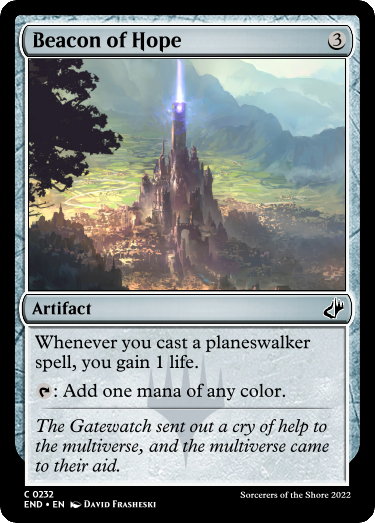 Beacon of Hope 3
Artifact
Whenever you cast a planeswalker
spell, you gain 1 life.
: Add one mana of any color.
The Gatewatch sent out a cry of help to
the multiverse, and the multiverse came
to their aid.
C 0232
END • EN David Frasheski
Sorcerers of the Shore 2022